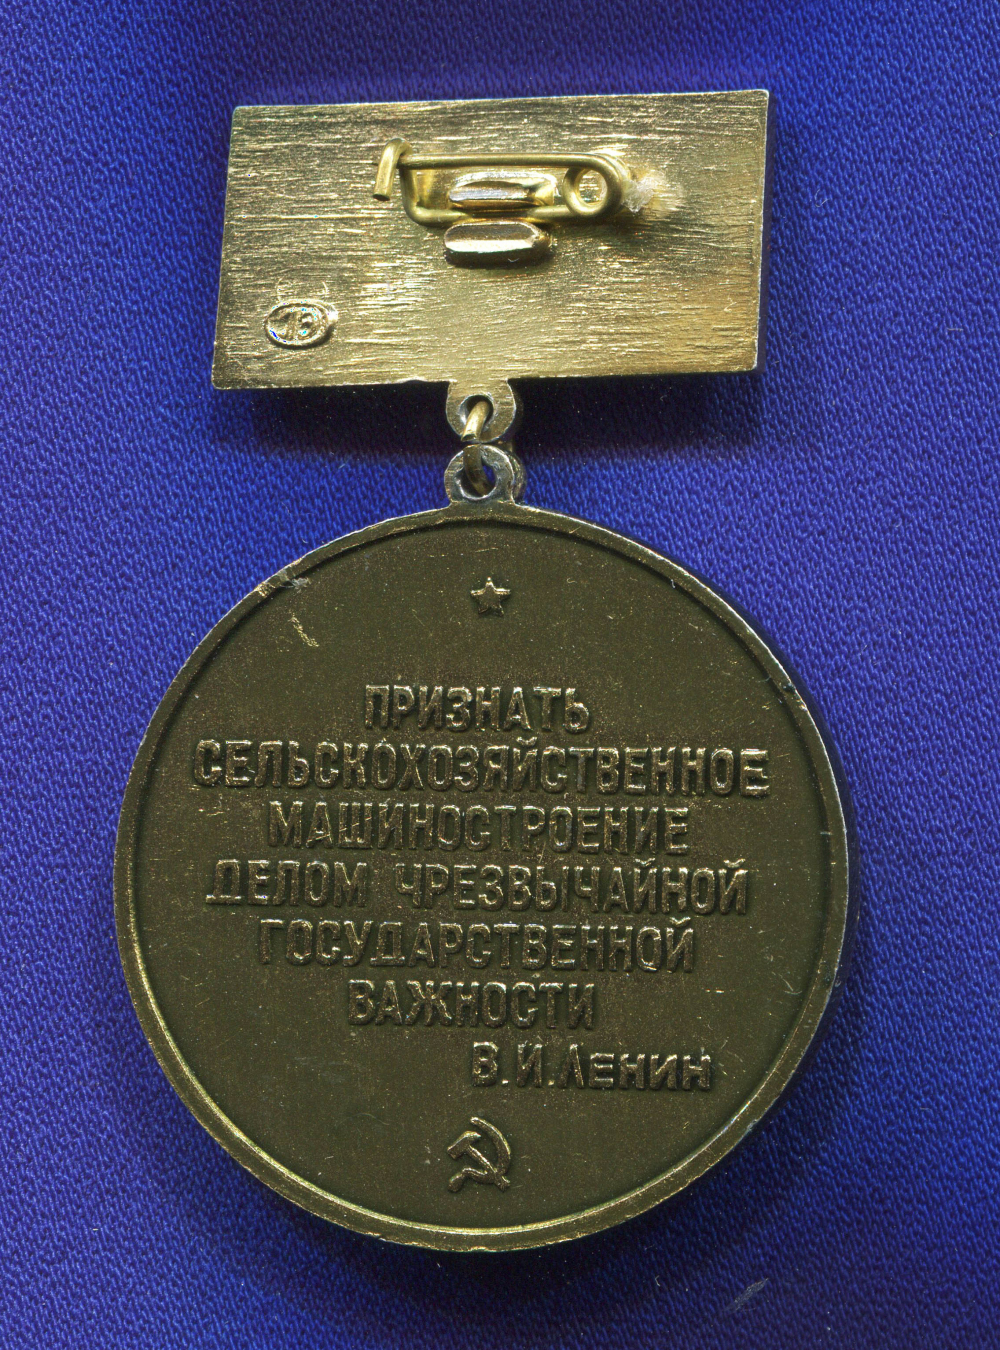 ПРИЗНАТЬ
СЕЛЬСКОХОЗЯЙСТВЕННОЕ
МАШИНОСТРОЕНИЕ
ДЕЛОМ ЧРЕЗВЫЧАЙНОЙ
ГОСУДАРСТВЕННОЙ
ВАЖНОСТИ
В.И.ЛЕНИН